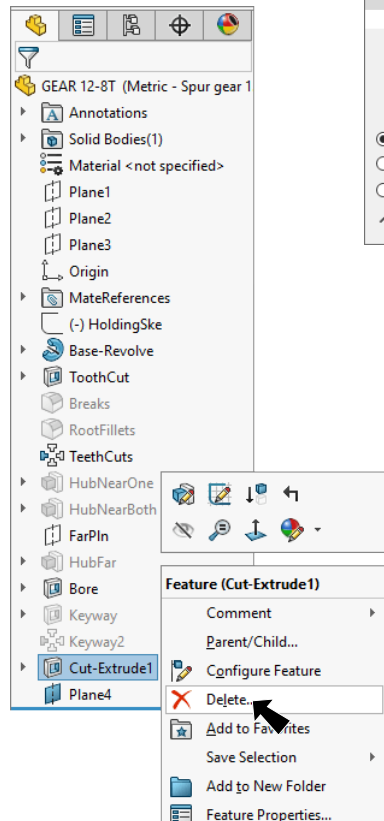 GEAR 12-8T (Metric - Spur gear 1
Annotations
Solid Bodies(1)
Material <not specified>
Plane1
Plane2
Plane3
Origin
MateReferences
(-) HoldingSke
Base-Revolve
ToothCut
Breaks
RootFillets
TeethCuts
HubNearOne
HubNearBoth
FarPln
HubFar
Bore
Keyway
Keyway2
Cut-Extrude1
Plane4
Feature (Cut-Extrude1)
Comment
Parent/Child...
Configure Feature
Delete...
Add to Favorites
Save Selection
Add to New Folder
Feature Properties...